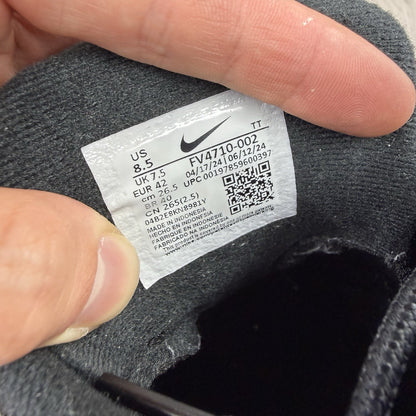 US
8.5
UK 7.5
EUR 42
cm 26.5
BR 40
CN 265(2.5)
04B2E8KN8981Y
MADE IN INDONESIA
HECHO EN INDONESIA
FABRICADO NA INDONESIA
FABRIQUÉ EN INDONÉSIE
TT
FV4710-002
04/17/24 | 06/12/24
UPC 00197859600397